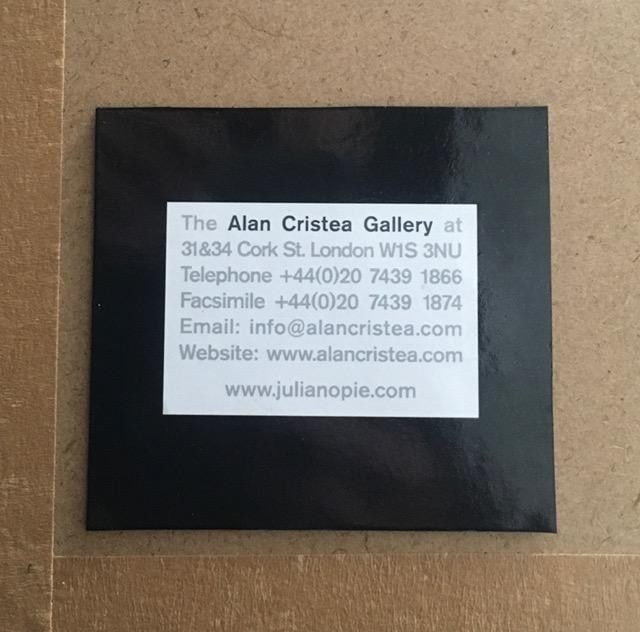 The Alan Cristea Gallery at
31&34 Cork St. London W1S 3NU
Telephone +44(0)20 7439 1866
Facsimile +44(0)20 7439 1874
Email: info@alancristea.com
Website: www.alancristea.com
www.julianopie.com